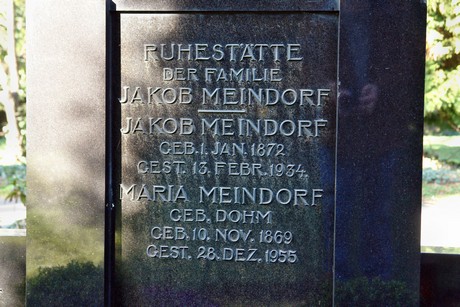 RUHESTÄTTE
DER FAMILIE
JAKOB MEINDORF
JAKOB MEINDORF
GEB. 1. JAN. 1872
GEST. 13. FEBR. 1934
MARIA MEINDORF
GEB. DOHM
GEB. 10. NOV. 1869
GEST. 28. DEZ. 1955